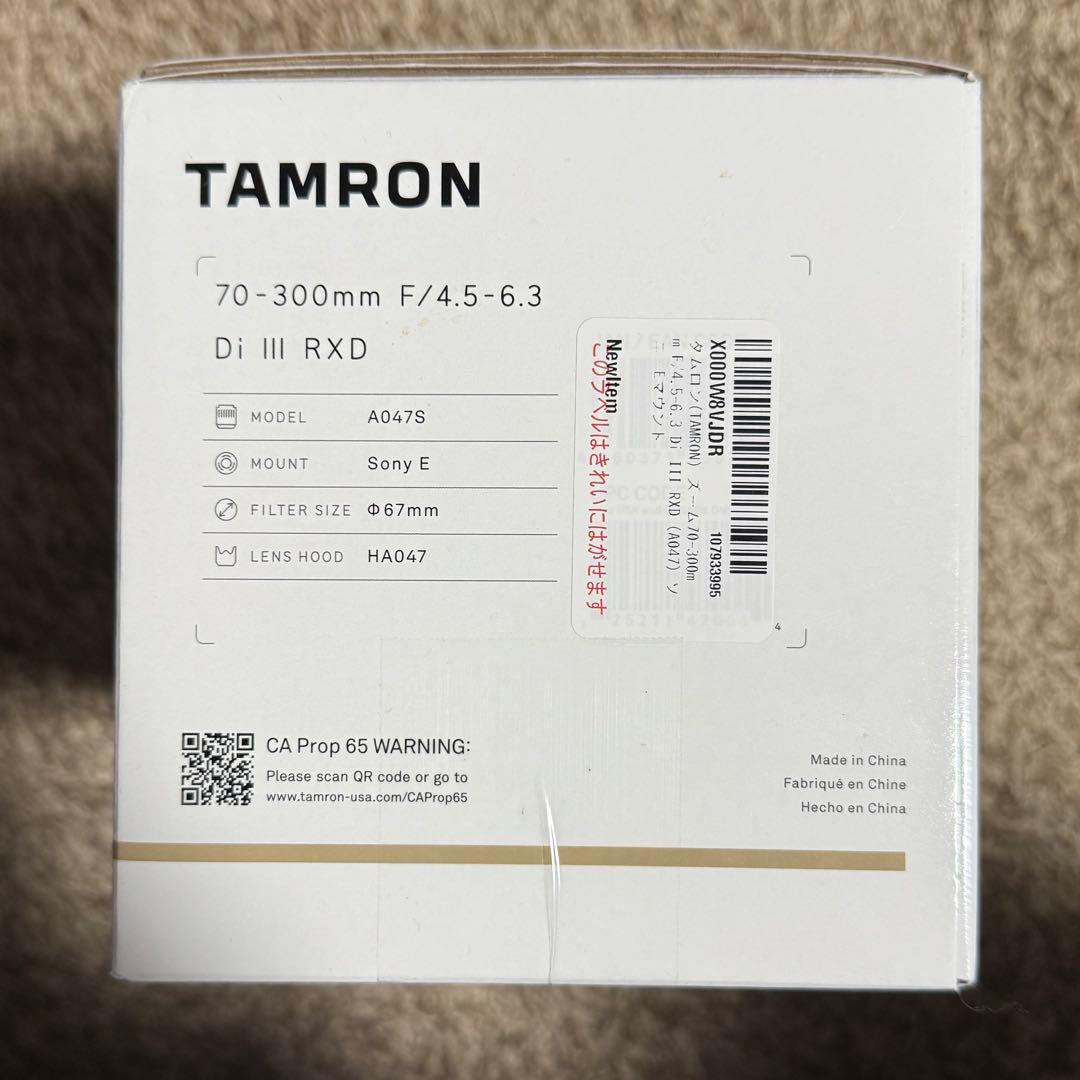 TAMRON
70-300mm F/4.5-6.3
Di III RXD
MODEL A047S
MOUNT Sony E
FILTER SIZE Φ67mm
LENS HOOD HA047
X000W8VJDR 107933995
タムロン(TAMRON) ズーム70-300m
m F/4.5-6.3 Di III RXD (A047) ソ
ー Eマウント
NewItem
このラベルはきれいにはがせます
4
CA Prop 65 WARNING:
Please scan QR code or go to
www.tamron-usa.com/CAProp65
Made in China
Fabriqué en Chine
Hecho en China